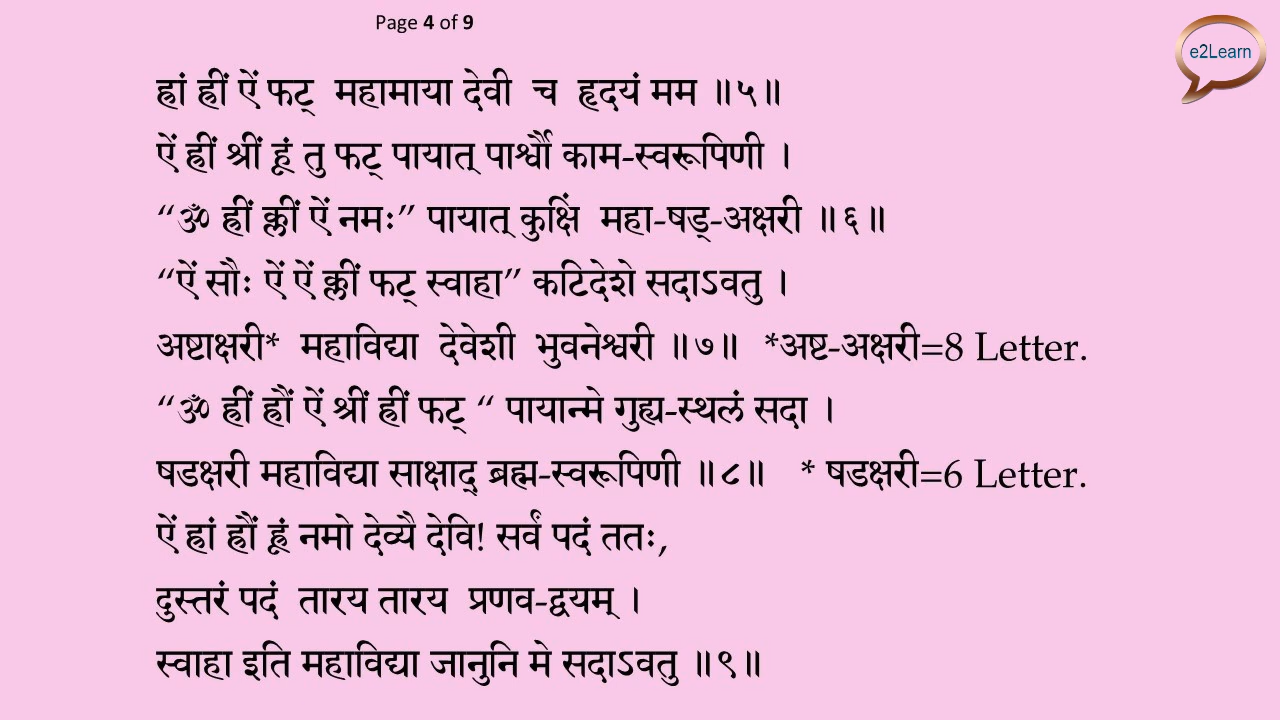 Page 4 of 9
e2Learn
ह्रां ह्रीं ऐं फट् महामाया देवी च हृदयं मम ॥५॥
ऐं ह्रीं श्रीं हूं तु फट् पायात् पार्श्वौ काम-स्वरूपिणी ।
“ॐ ह्रीं क्लीं ऐं नमः” पायात् कुक्षिं महा-षड्-अक्षरी ॥६॥
“ऐं सौः ऐं ऐं क्लीं फट् स्वाहा” कटिदेशे सदाऽवतु ।
अष्टाक्षरी* महाविद्या देवेशी भुवनेश्वरी ॥७॥ *अष्ट-अक्षरी=8 Letter.
“ॐ ह्रीं ह्रौं ऐं श्रीं ह्रीं फट् “ पायान्मे गुह्य-स्थलं सदा ।
षडक्षरी महाविद्या साक्षाद् ब्रह्म-स्वरूपिणी ॥८॥ * षडक्षरी=6 Letter.
ऐं ह्रां ह्रौं ह्रूं नमो देव्यै देवि! सर्वं पदं ततः,
दुस्तरं पदं तारय तारय प्रणव-द्वयम् ।
स्वाहा इति महाविद्या जानुनि मे सदाऽवतु ॥९॥